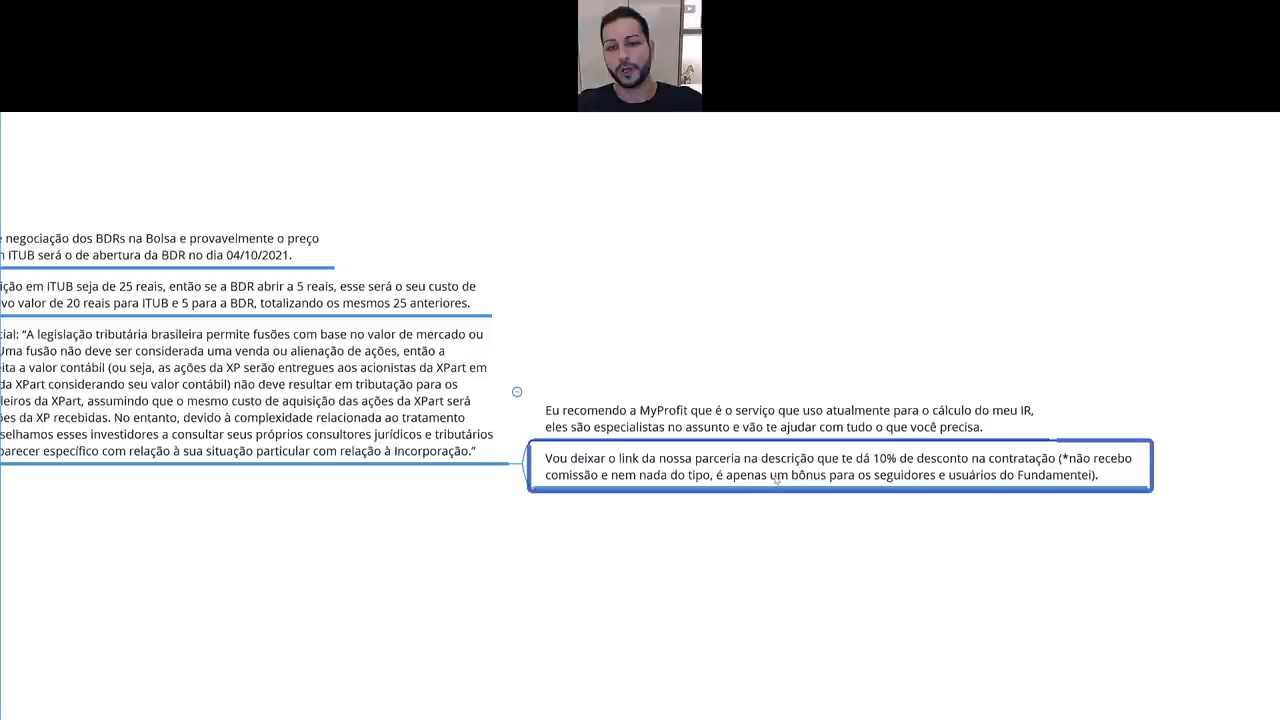 negociação dos BDRs na Bolsa e provavelmente o preço
ITUB será o de abertura da BDR no dia 04/10/2021.
ição em ITUB seja de 25 reais, então se a BDR abrir a 5 reais, esse será o seu custo de
vo valor de 20 reais para ITUB e 5 para a BDR, totalizando os mesmos 25 anteriores.
cial: “A legislação tributária brasileira permite fusões com base no valor de mercado ou
Uma fusão não deve ser considerada uma venda ou alienação de ações, então a
ita a valor contábil (ou seja, as ações da XP serão entregues aos acionistas da XPart em
da XPart considerando seu valor contábil) não deve resultar em tributação para os
leiros da XPart, assumindo que o mesmo custo de aquisição das ações da XPart será
ões da XP recebidas. No entanto, devido à complexidade relacionada ao tratamento
selhamos esses investidores a consultar seus próprios consultores jurídicos e tributários
parecer específico com relação à sua situação particular com relação à Incorporação.”
Eu recomendo a MyProfit que é o serviço que uso atualmente para o cálculo do meu IR,
eles são especialistas no assunto e vão te ajudar com tudo o que você precisa.
Vou deixar o link da nossa parceria na descrição que te dá 10% de desconto na contratação (*não recebo
comissão e nem nada do tipo, é apenas um bônus para os seguidores e usuários do Fundamentei).